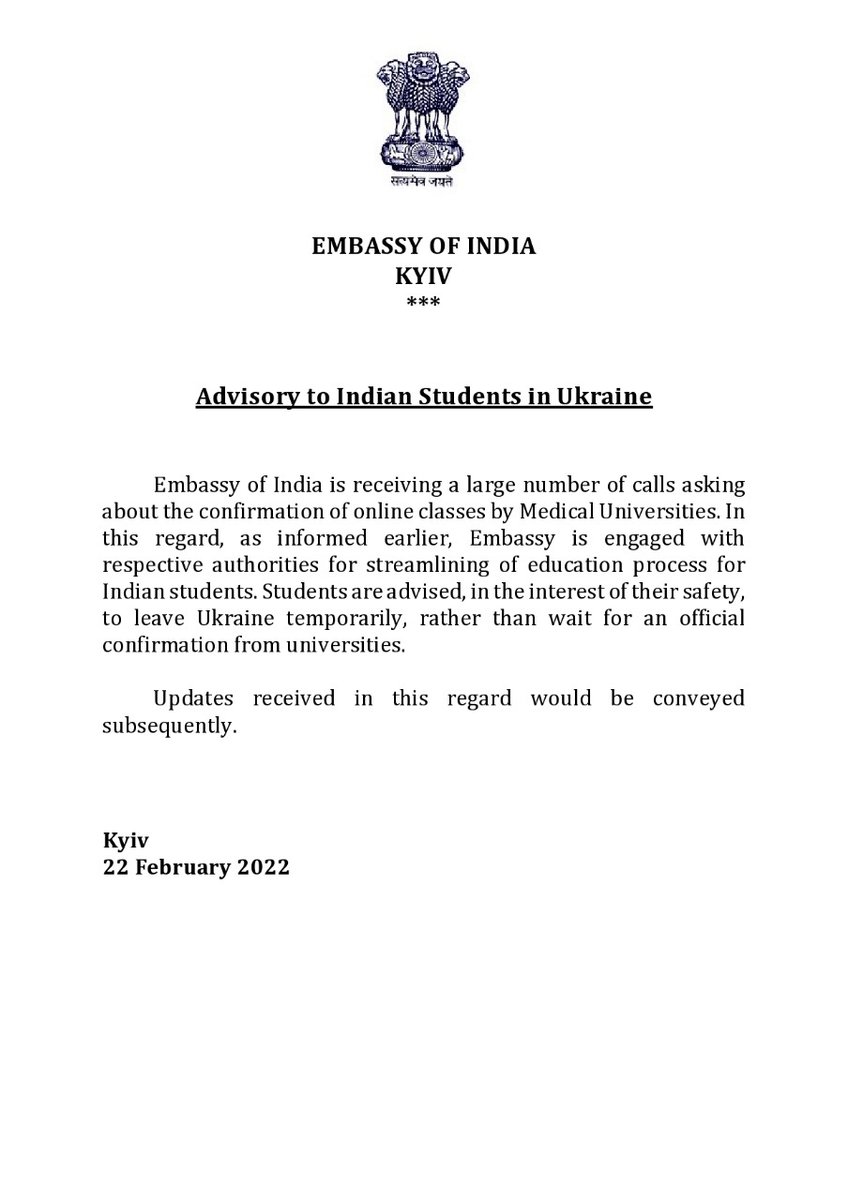 सत्यमेव जयते
EMBASSY OF INDIA
KYIV
***
Advisory to Indian Students in Ukraine
Embassy of India is receiving a large number of calls asking
about the confirmation of online classes by Medical Universities. In
this regard, as informed earlier, Embassy is engaged with
respective authorities for streamlining of education process for
Indian students. Students are advised, in the interest of their safety,
to leave Ukraine temporarily, rather than wait for an official
confirmation from universities.
Updates received in this regard would be conveyed
subsequently.
Kyiv
22 February 2022